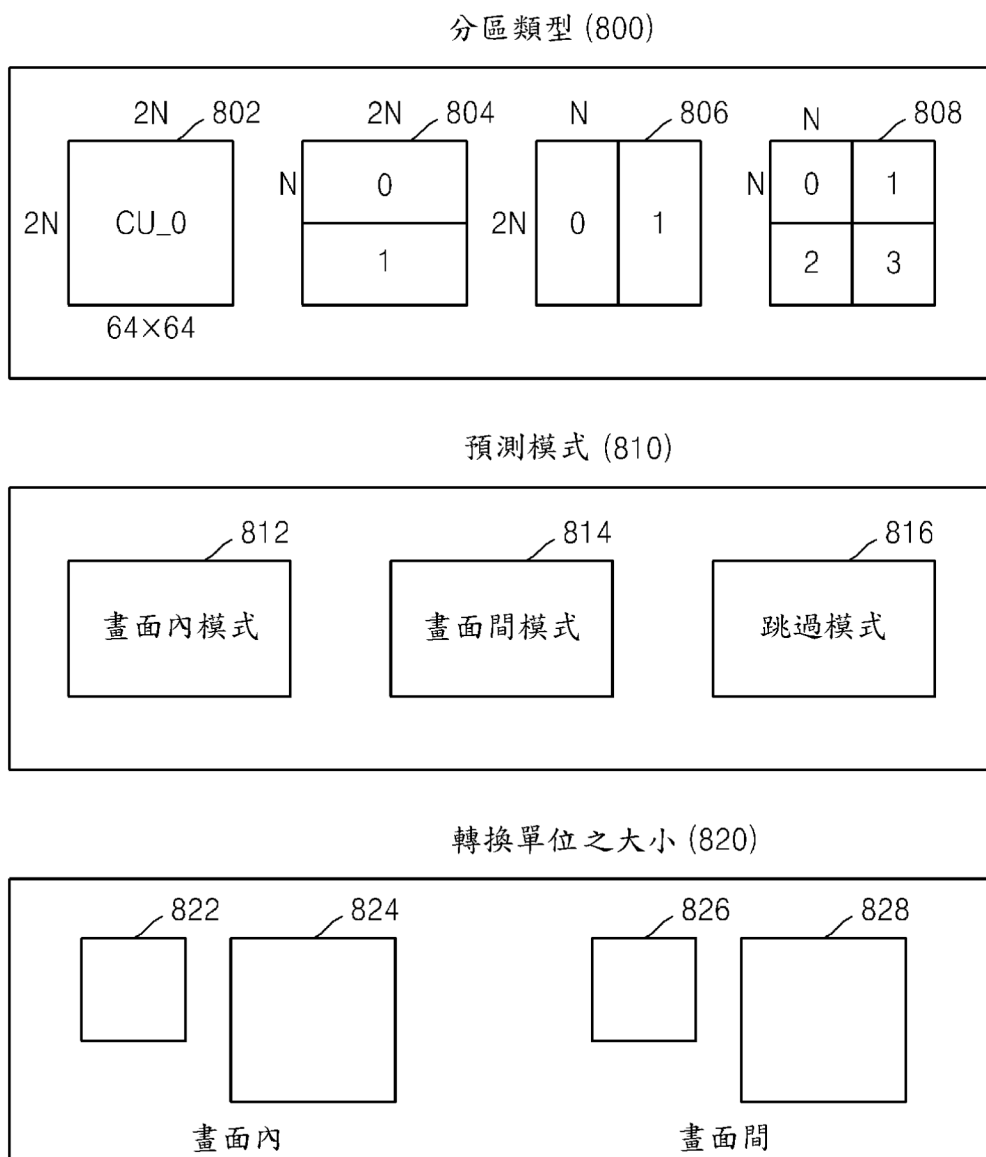 分區類型 (800)
2N 802 2N 804 N 806 N 808
2N CU_0 N 0 2N 0 1 N 0 1
1 2 3
64×64
預測模式 (810)
812 814 816
畫面內模式 畫面間模式 跳過模式
轉換單位之大小 (820)
822 824 826 828
畫面內 畫面間